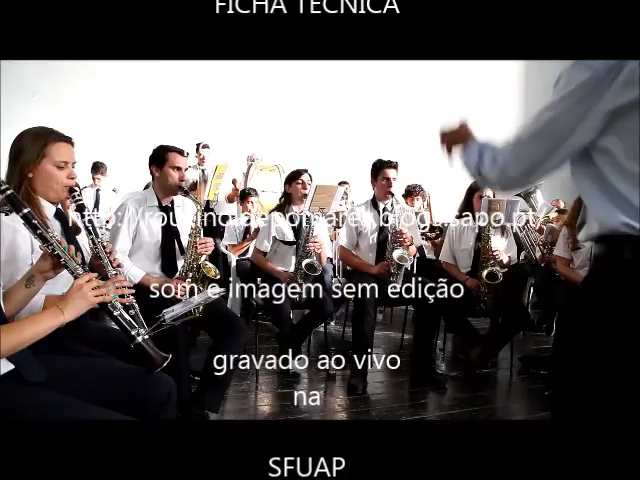 FICHA TÉCNICA
som e imagem sem edição
gravado ao vivo
na
SFUAP